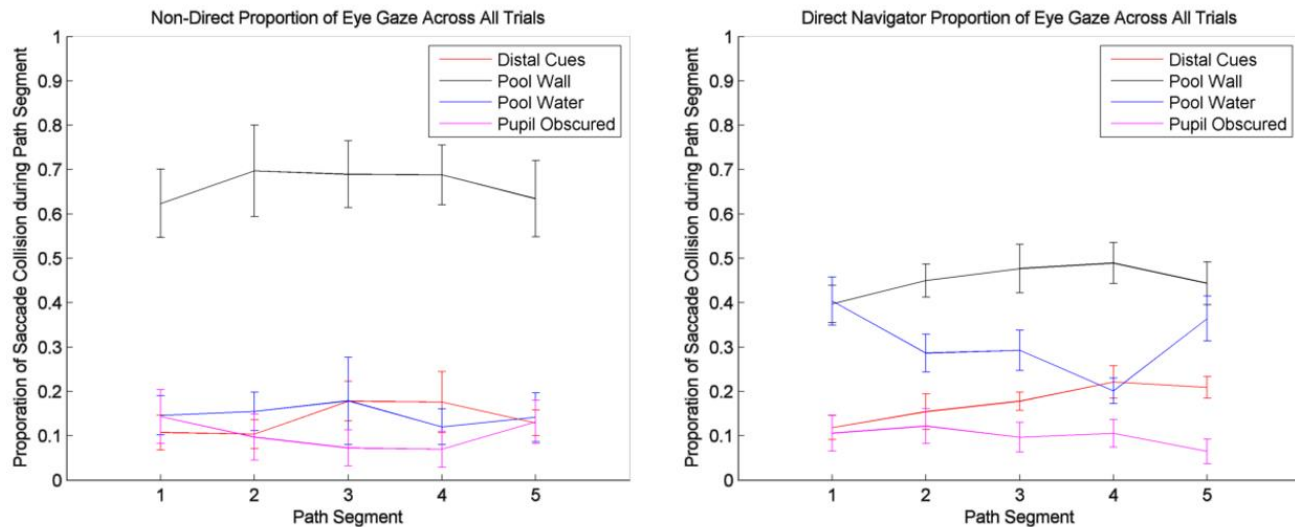 Non-Direct Proportion of Eye Gaze Across All Trials
Proporation of Saccade Collision during Path Segment
1
0.9
0.8
0.7
0.6
0.5
0.4
0.3
0.2
0.1
0
Distal Cues
Pool Wall
Pool Water
Pupil Obscured
1 2 3 4 5
Path Segment
Direct Navigator Proportion of Eye Gaze Across All Trials
Proporation of Saccade Collision during Path Segment
1
0.9
0.8
0.7
0.6
0.5
0.4
0.3
0.2
0.1
0
Distal Cues
Pool Wall
Pool Water
Pupil Obscured
1 2 3 4 5
Path Segment